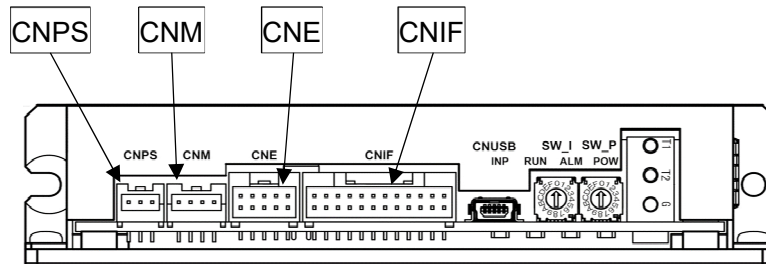 CNPS CNM CNE CNIF
CNPS CNM CNE CNIF CNUSB SW_I SW_P
INP RUN ALM POW
T1
T2
G